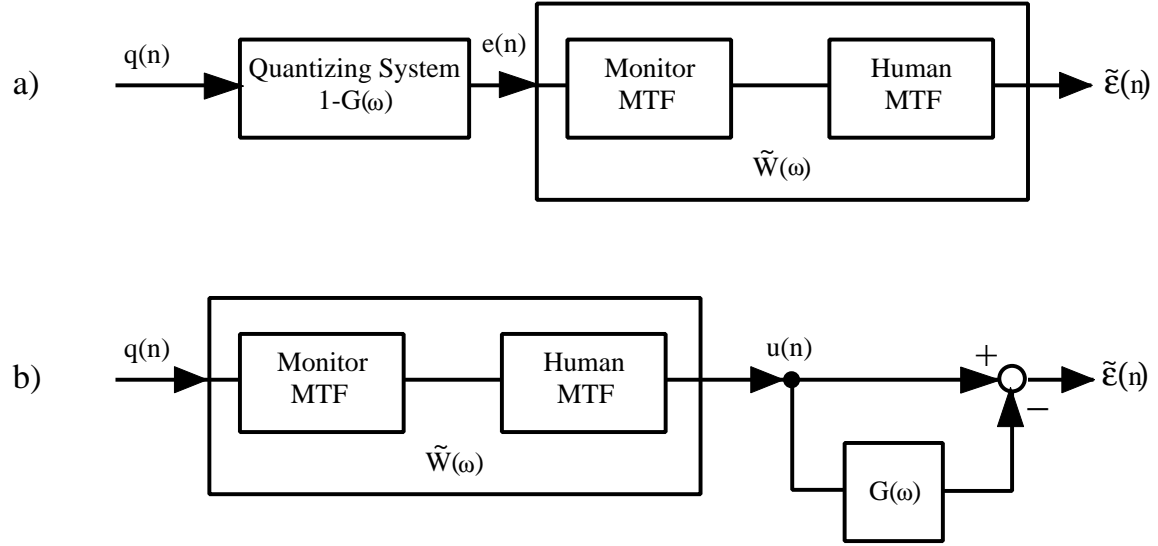 a)
q(n)
Quantizing System
1-G(ω)
e(n)
Monitor
MTF
Human
MTF
W̃(ω)
ε̃(n)
b)
q(n)
Monitor
MTF
Human
MTF
W̃(ω)
u(n)
+
−
G(ω)
ε̃(n)